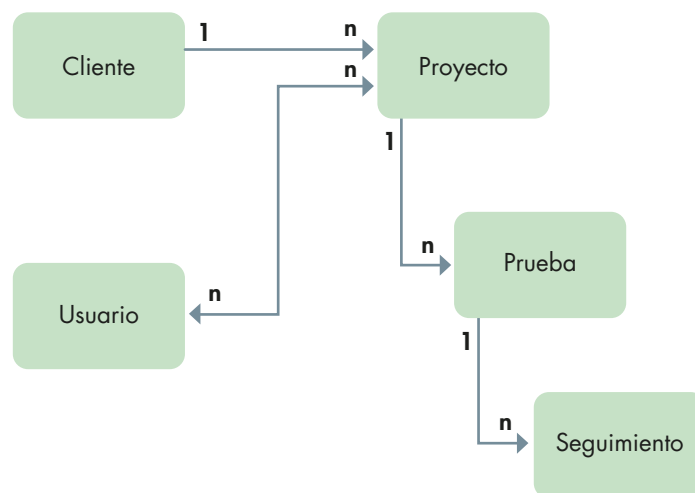 1 n
Cliente Proyecto
n
1
n
Prueba
n
Usuario
1
n
Seguimiento